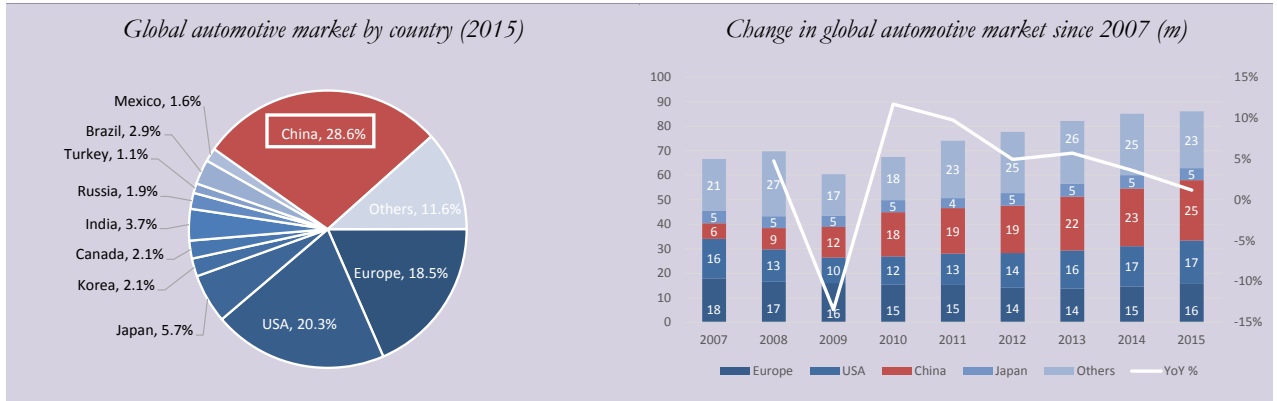 Global automotive market by country (2015)
Mexico, 1.6%
Brazil, 2.9%
Turkey, 1.1%
Russia, 1.9%
India, 3.7%
Canada, 2.1%
Korea, 2.1%
Japan, 5.7%
China, 28.6%
Others, 11.6%
Europe, 18.5%
USA, 20.3%
Change in global automotive market since 2007 (m)
100
90
80
70
60
50
40
30
20
10
0
15%
10%
5%
0%
-5%
-10%
-15%
21 27 17 18 23 25 26 25 23
5 5 5 5 4 5 5 5 5
6 9 12 18 19 19 22 23 25
16 13 10 12 13 14 16 17 17
18 17 16 15 15 14 14 15 16
2007 2008 2009 2010 2011 2012 2013 2014 2015
Europe USA China Japan Others YoY %